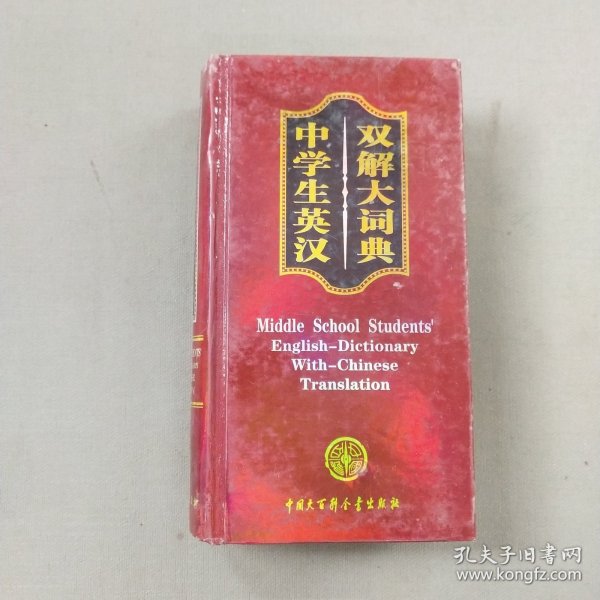 中学生英汉
双解大词典
Middle School Students'
English-Dictionary
With-Chinese
Translation
中国大百科全书出版社
孔夫子旧书网
www.kongfz.com